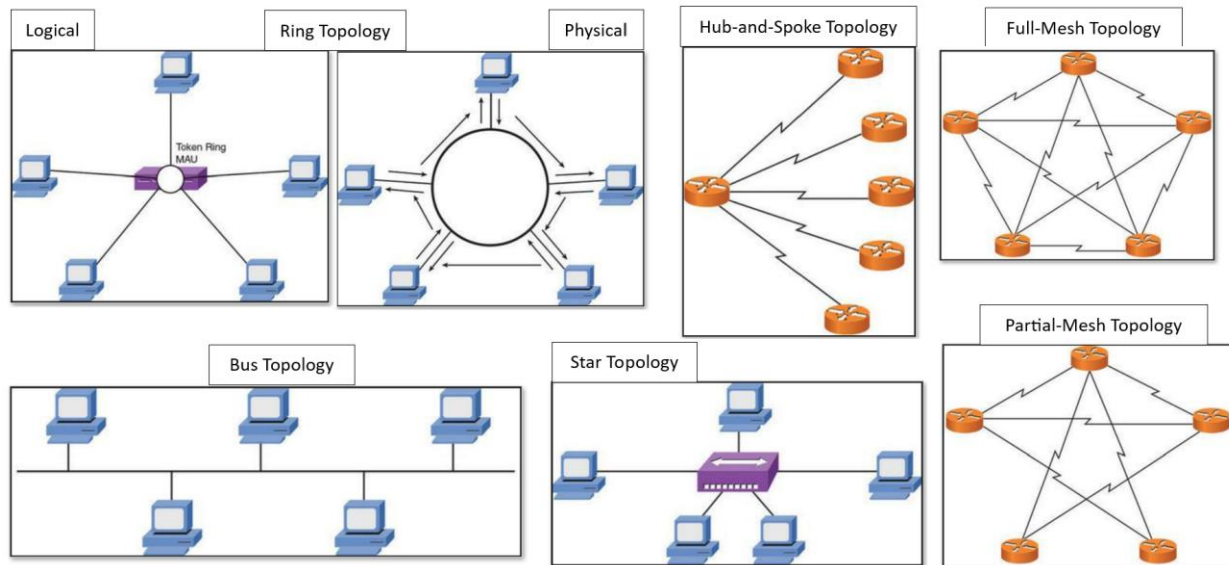 Logical
Ring Topology
Physical
Hub-and-Spoke Topology
Full-Mesh Topology
Token Ring
MAU
Partial-Mesh Topology
Bus Topology
Star Topology